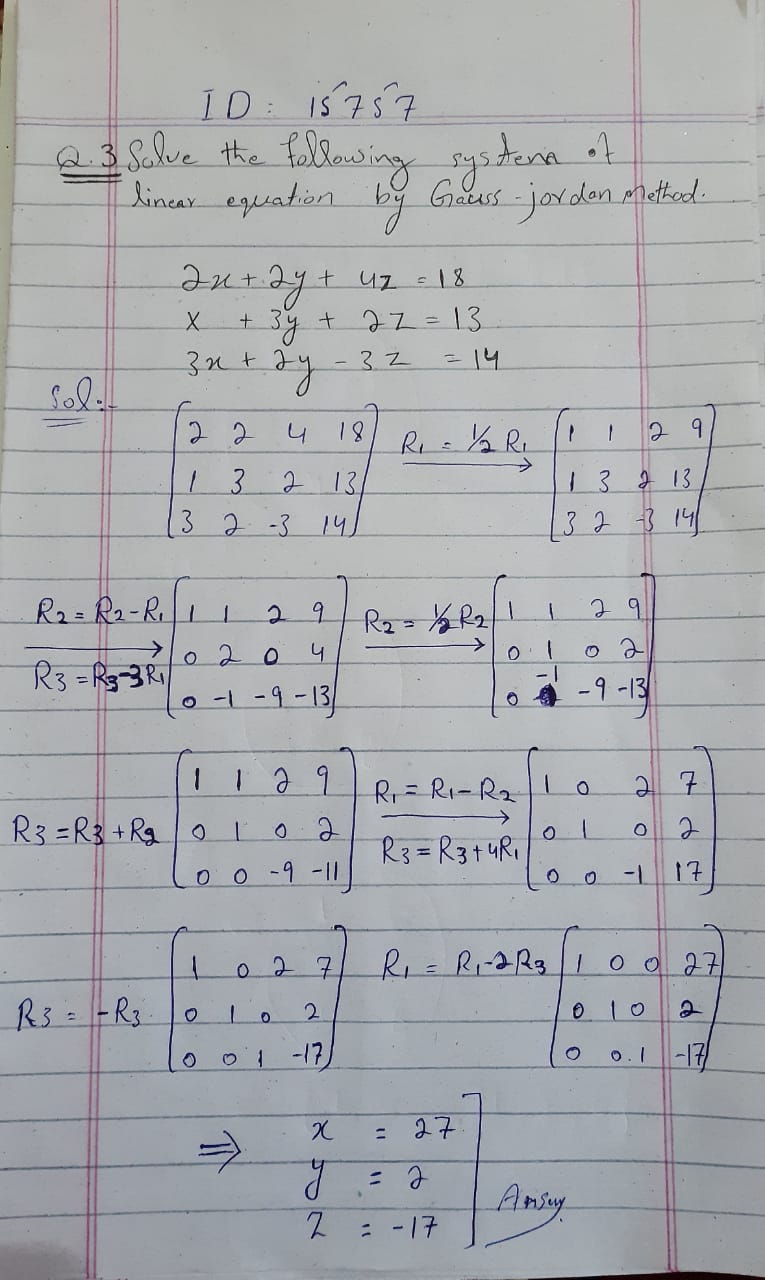 ID: 15757
Q.3 Solve the following system of
linear equation by Gauss-jordan Method.
2x + 2y + 4z = 18
x + 3y + 2z = 13
3x + 2y - 3z = 14
Sol:-
[2 2 4 18] R₁ = ½ R₁ [1 1 2 9]
[1 3 2 13] → [1 3 2 13]
[3 2 -3 14] [3 2 -3 14]
R2 = R2-R₁ [1 1 2 9] R2 = ½ R2 [1 1 2 9]
→ [0 2 0 4] → [0 1 0 2]
R3 = R3-3R₁ [0 -1 -9 -13] [0 -1 -9 -13]
[1 1 2 9] R₁ = R₁-R2 [1 0 2 7]
R3 = R3 + R2 [0 1 0 2] → [0 1 0 2]
[0 0 -9 -11] R3 = R3+4R₁ [0 0 -1 17]
[1 0 2 7] R₁ = R₁-2R3 [1 0 0 27]
R3 = -R3 [0 1 0 2] [0 1 0 2]
[0 0 1 -17] [0 0.1 -17]
x = 27
⇒ y = 2
z = -17